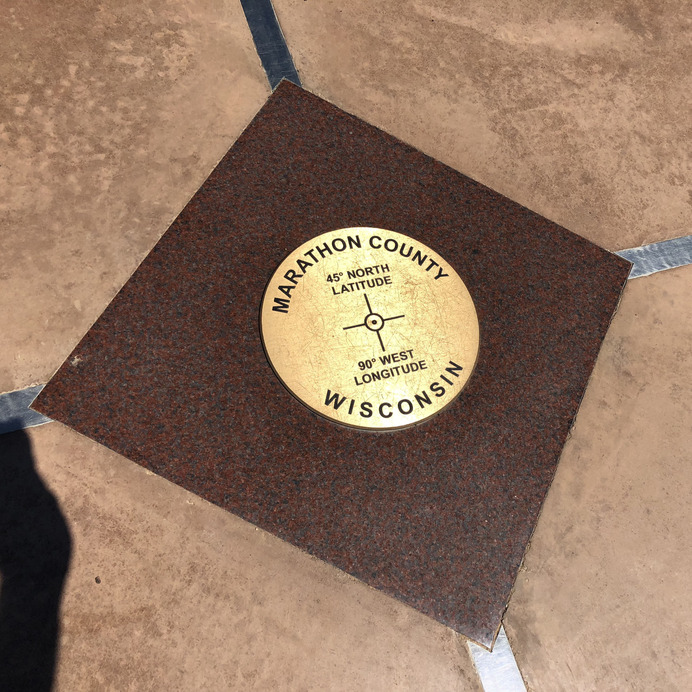 MARATHON COUNTY
45° NORTH
LATITUDE
90° WEST
LONGITUDE
WISCONSIN